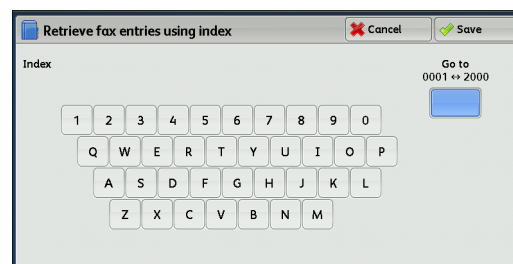 Retrieve fax entries using index
Cancel
Save
Index
Go to
0001 ↔ 2000
1 2 3 4 5 6 7 8 9 0
Q W E R T Y U I O P
A S D F G H J K L
Z X C V B N M